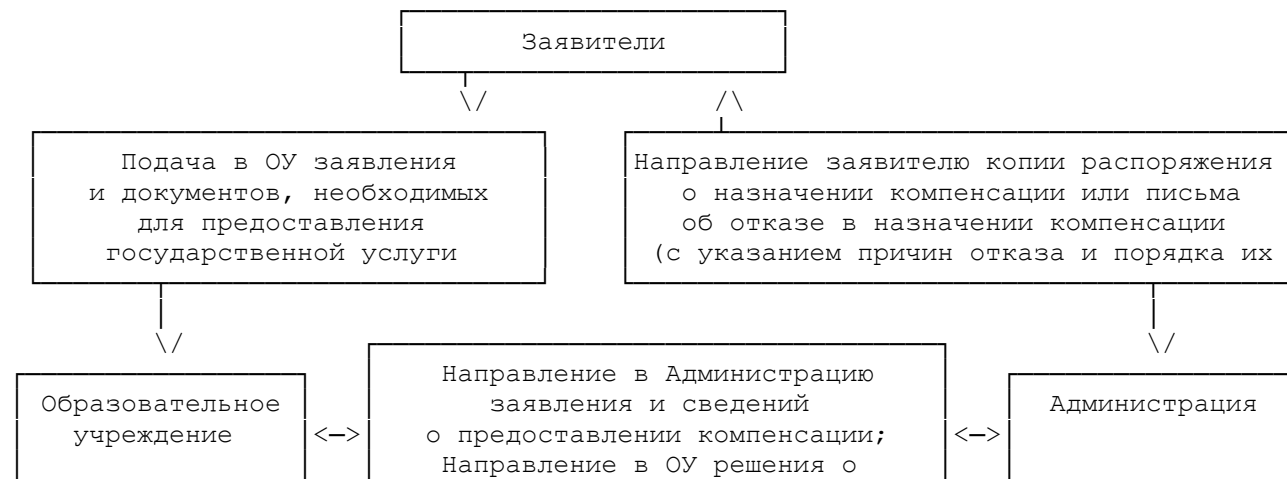 Заявители
Подача в ОУ заявления
и документов, необходимых
для предоставления
государственной услуги
Направление заявителю копии распоряжения
о назначении компенсации или письма
об отказе в назначении компенсации
(с указанием причин отказа и порядка их
Образовательное
учреждение
Направление в Администрацию
заявления и сведений
о предоставлении компенсации;
Направление в ОУ решения о
Администрация